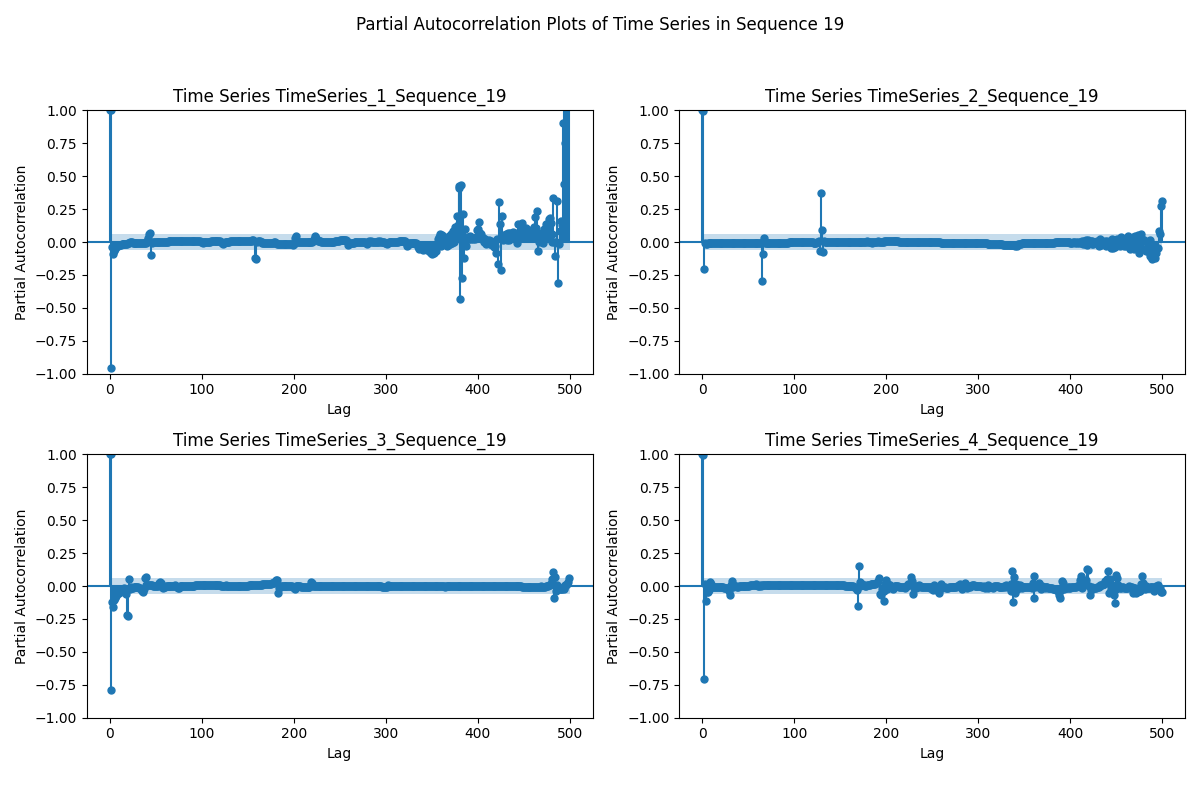 Partial Autocorrelation Plots of Time Series in Sequence 19
Time Series TimeSeries_1_Sequence_19
1.00
0.75
0.50
0.25
0.00
−0.25
−0.50
−0.75
−1.00
Partial Autocorrelation
0 100 200 300 400 500
Lag
Time Series TimeSeries_2_Sequence_19
1.00
0.75
0.50
0.25
0.00
−0.25
−0.50
−0.75
−1.00
Partial Autocorrelation
0 100 200 300 400 500
Lag
Time Series TimeSeries_3_Sequence_19
1.00
0.75
0.50
0.25
0.00
−0.25
−0.50
−0.75
−1.00
Partial Autocorrelation
0 100 200 300 400 500
Lag
Time Series TimeSeries_4_Sequence_19
1.00
0.75
0.50
0.25
0.00
−0.25
−0.50
−0.75
−1.00
Partial Autocorrelation
0 100 200 300 400 500
Lag